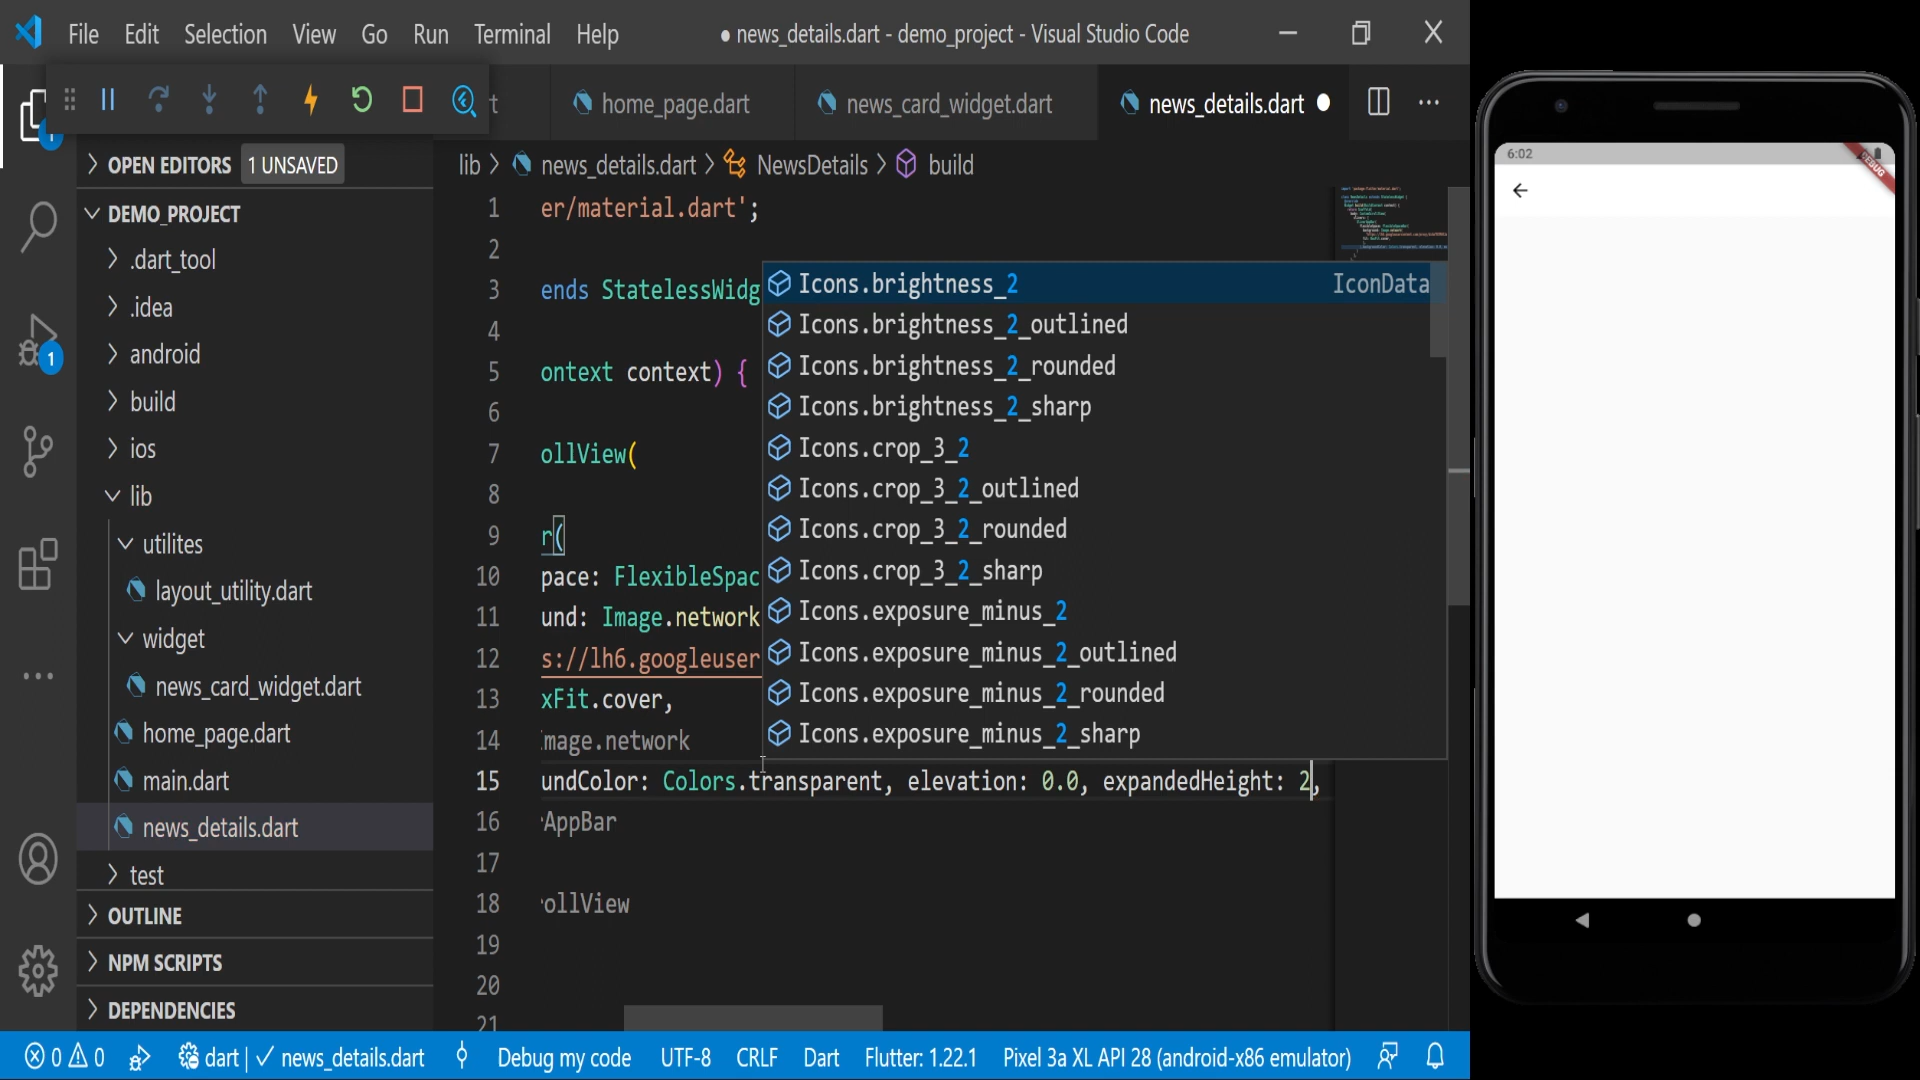 File Edit Selection View Go Run Terminal Help
● news_details.dart - demo_project - Visual Studio Code
t home_page.dart news_card_widget.dart news_details.dart
OPEN EDITORS 1 UNSAVED
lib > news_details.dart > NewsDetails > build
DEMO_PROJECT
.dart_tool
.idea
android
build
ios
lib
utilites
layout_utility.dart
widget
news_card_widget.dart
home_page.dart
main.dart
news_details.dart
test
OUTLINE
NPM SCRIPTS
DEPENDENCIES
1
1
1 er/material.dart';
2
3 ends StatelessWidg
4
5 ontext context) {
6
7 ollView(
8
9 r(
10 pace: FlexibleSpac
11 und: Image.network
12 s://lh6.googleuser
13 xFit.cover,
14 Image.network
15 undColor: Colors.transparent, elevation: 0.0, expandedHeight: 2,
16 rAppBar
17
18 rollView
19
20
21
Icons.brightness_2 IconData
Icons.brightness_2_outlined
Icons.brightness_2_rounded
Icons.brightness_2_sharp
Icons.crop_3_2
Icons.crop_3_2_outlined
Icons.crop_3_2_rounded
Icons.crop_3_2_sharp
Icons.exposure_minus_2
Icons.exposure_minus_2_outlined
Icons.exposure_minus_2_rounded
Icons.exposure_minus_2_sharp
0 0 dart | ✓ news_details.dart Debug my code UTF-8 CRLF Dart Flutter: 1.22.1 Pixel 3a XL API 28 (android-x86 emulator)
6:02
DEBUG